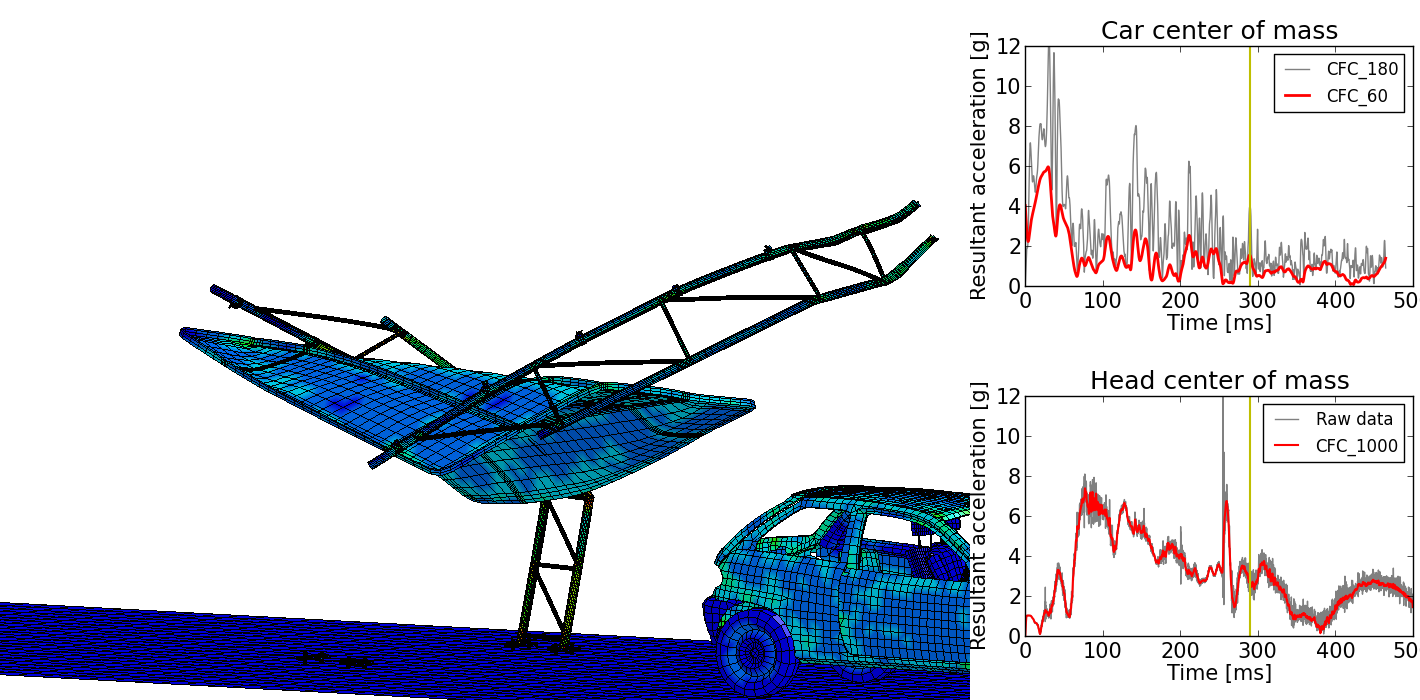 Car center of mass
Resultant acceleration [g]
12
10
8
6
4
2
0
CFC_180
CFC_60
0 100 200 300 400 50
Time [ms]
Head center of mass
Resultant acceleration [g]
12
10
8
6
4
2
0
Raw data
CFC_1000
0 100 200 300 400 50
Time [ms]